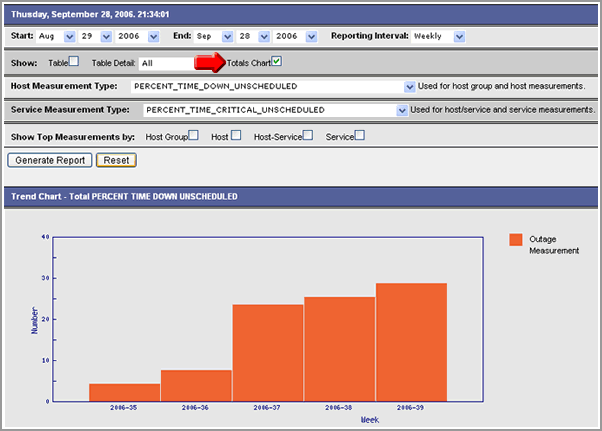 Thusday, September 28, 2006. 21:34:01
Start: Aug 29 2006 End: Sep 28 2006 Reporting Interval: Weekly
Show: Table Table Detail: All Totals Chart
Host Measurement Type: PERCENT_TIME_DOWN_UNSCHEDULED Used for host group and host measurements.
Service Measurement Type: PERCENT_TIME_CRITICAL_UNSCHEDULED Used for host/service and service measurements.
Show Top Measurements by: Host Group Host Host-Service Service
Generate Report Reset
Trend Chart - Total PERCENT TIME DOWN UNSCHEDULED
40
30
20
10
0
Number
2006-35 2006-36 2006-37 2006-38 2006-39
Week
Outage
Measurement